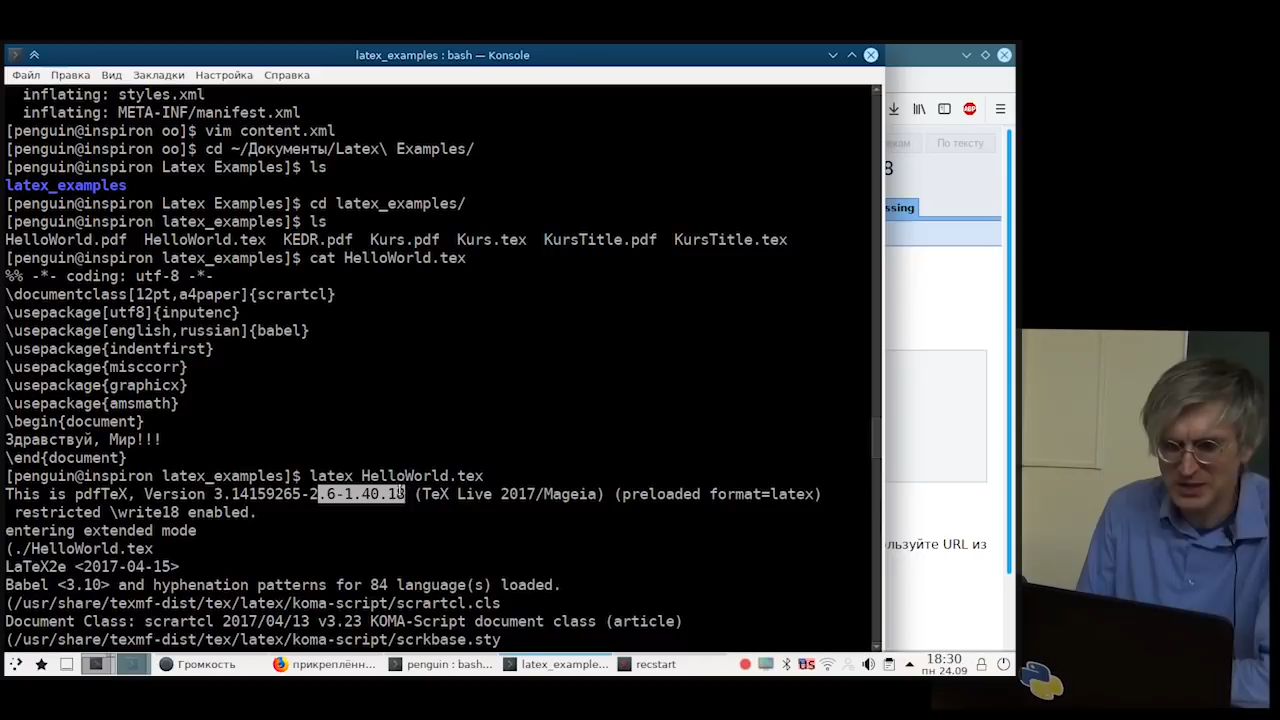 latex_examples : bash — Konsole
Файл Правка Вид Закладки Настройка Справка
inflating: styles.xml
inflating: META-INF/manifest.xml
[penguin@inspiron oo]$ vim content.xml
[penguin@inspiron oo]$ cd ~/Документы/Latex\ Examples/
[penguin@inspiron Latex Examples]$ ls
latex_examples
[penguin@inspiron Latex Examples]$ cd latex_examples/
[penguin@inspiron latex_examples]$ ls
HelloWorld.pdf HelloWorld.tex KEDR.pdf Kurs.pdf Kurs.tex KursTitle.pdf KursTitle.tex
[penguin@inspiron latex_examples]$ cat HelloWorld.tex
%% -*- coding: utf-8 -*-
\documentclass[12pt,a4paper]{scrartcl}
\usepackage[utf8]{inputenc}
\usepackage[english,russian]{babel}
\usepackage{indentfirst}
\usepackage{misccorr}
\usepackage{graphicx}
\usepackage{amsmath}
\begin{document}
Здравствуй, Мир!!!
\end{document}
[penguin@inspiron latex_examples]$ latex HelloWorld.tex
This is pdfTeX, Version 3.14159265-2.6-1.40.18 (TeX Live 2017/Mageia) (preloaded format=latex)
restricted \write18 enabled.
entering extended mode
(./HelloWorld.tex
LaTeX2e <2017-04-15>
Babel <3.10> and hyphenation patterns for 84 language(s) loaded.
(/usr/share/texmf-dist/tex/latex/koma-script/scrartcl.cls
Document Class: scrartcl 2017/04/13 v3.23 KOMA-Script document class (article)
(/usr/share/texmf-dist/tex/latex/koma-script/scrkbase.sty
ABP
екам По тексту
8
ssing
льзуйте URL из
Громкость прикреплён... penguin : bash... latex_example... recstart us 18:30
пн 24.09